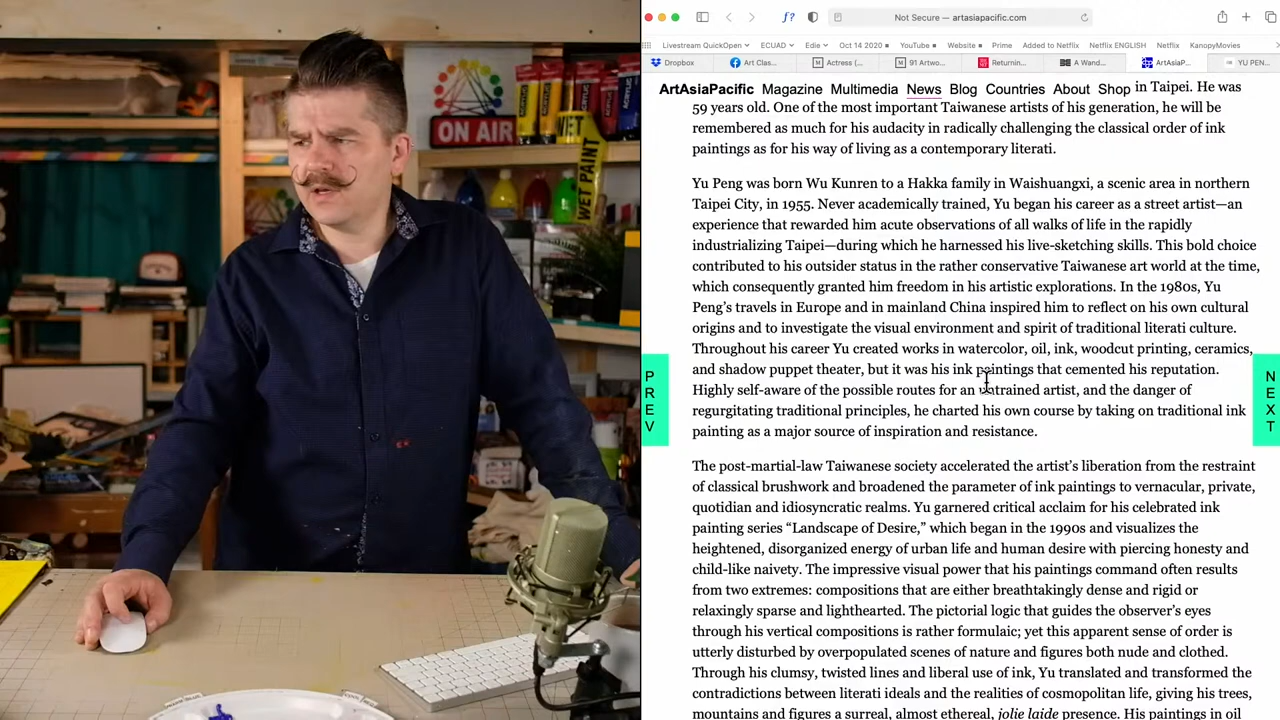 ON AIR
WET PAINT
WET
ACRYLIC
Not Secure — artasiapacific.com
Livestream QuickOpen
ECUAD
Edie
Oct 14 2020
YouTube
Website
Prime
Added to Netflix
Netflix ENGLISH
Netflix
KanopyMovies
Dropbox
Art Clas...
Actress (...
91 Artwo...
Returnin...
A Wand...
ArtAsiaP...
YU PEN...
ArtAsiaPacific Magazine Multimedia News Blog Countries About Shop
in Taipei. He was
59 years old. One of the most important Taiwanese artists of his generation, he will be
remembered as much for his audacity in radically challenging the classical order of ink
paintings as for his way of living as a contemporary literati.
Yu Peng was born Wu Kunren to a Hakka family in Waishuangxi, a scenic area in northern
Taipei City, in 1955. Never academically trained, Yu began his career as a street artist—an
experience that rewarded him acute observations of all walks of life in the rapidly
industrializing Taipei—during which he harnessed his live-sketching skills. This bold choice
contributed to his outsider status in the rather conservative Taiwanese art world at the time,
which consequently granted him freedom in his artistic explorations. In the 1980s, Yu
Peng’s travels in Europe and in mainland China inspired him to reflect on his own cultural
origins and to investigate the visual environment and spirit of traditional literati culture.
Throughout his career Yu created works in watercolor, oil, ink, woodcut printing, ceramics,
and shadow puppet theater, but it was his ink paintings that cemented his reputation.
Highly self-aware of the possible routes for an untrained artist, and the danger of
regurgitating traditional principles, he charted his own course by taking on traditional ink
painting as a major source of inspiration and resistance.
The post-martial-law Taiwanese society accelerated the artist’s liberation from the restraint
of classical brushwork and broadened the parameter of ink paintings to vernacular, private,
quotidian and idiosyncratic realms. Yu garnered critical acclaim for his celebrated ink
painting series “Landscape of Desire,” which began in the 1990s and visualizes the
heightened, disorganized energy of urban life and human desire with piercing honesty and
child-like naivety. The impressive visual power that his paintings command often results
from two extremes: compositions that are either breathtakingly dense and rigid or
relaxingly sparse and lighthearted. The pictorial logic that guides the observer’s eyes
through his vertical compositions is rather formulaic; yet this apparent sense of order is
utterly disturbed by overpopulated scenes of nature and figures both nude and clothed.
Through his clumsy, twisted lines and liberal use of ink, Yu translated and transformed the
contradictions between literati ideals and the realities of cosmopolitan life, giving his trees,
mountains and figures a surreal, almost ethereal, jolie laide presence. His paintings in oil
PREV
NEXT